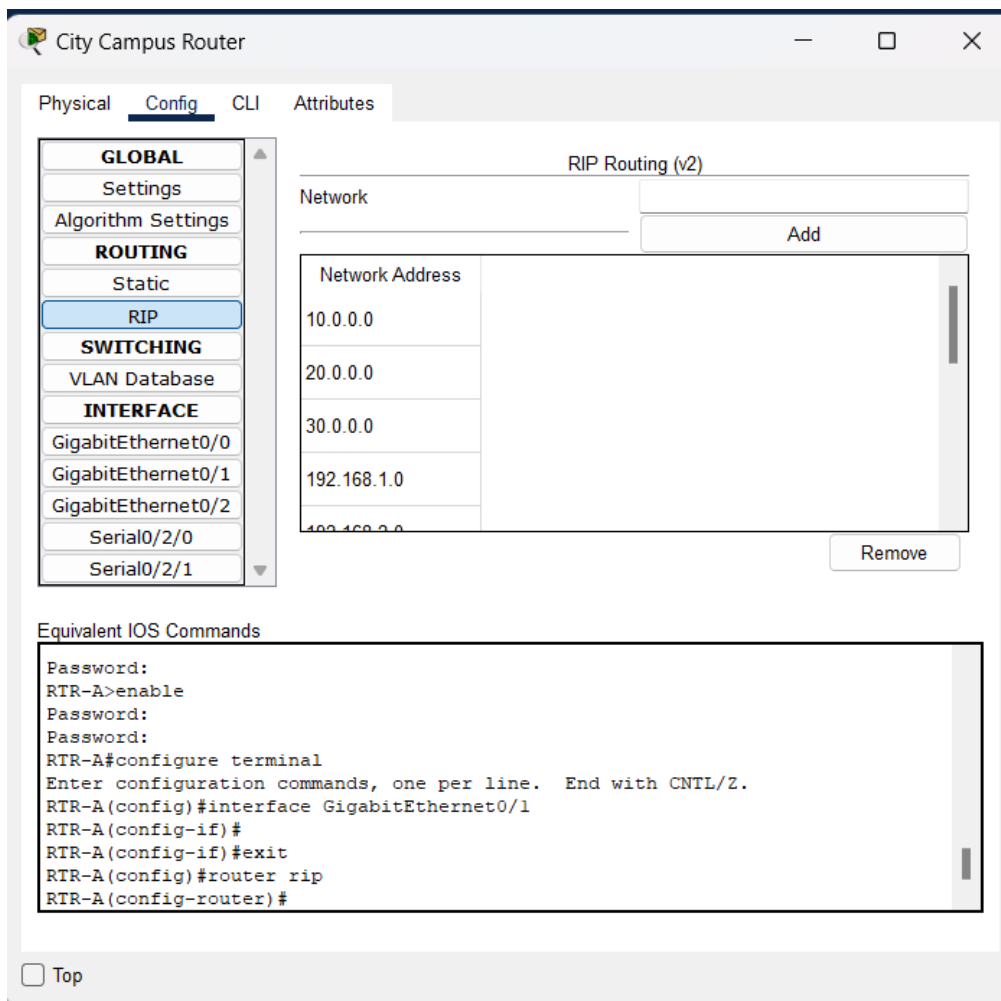 City Campus Router
Physical Config CLI Attributes
GLOBAL
Settings
Algorithm Settings
ROUTING
Static
RIP
SWITCHING
VLAN Database
INTERFACE
GigabitEthernet0/0
GigabitEthernet0/1
GigabitEthernet0/2
Serial0/2/0
Serial0/2/1
RIP Routing (v2)
Network
Add
Network Address
10.0.0.0
20.0.0.0
30.0.0.0
192.168.1.0
Remove
Equivalent IOS Commands
Password:
RTR-A>enable
Password:
Password:
RTR-A#configure terminal
Enter configuration commands, one per line.  End with CNTL/Z.
RTR-A(config)#interface GigabitEthernet0/1
RTR-A(config-if)#
RTR-A(config-if)#exit
RTR-A(config)#router rip
RTR-A(config-router)#
Top